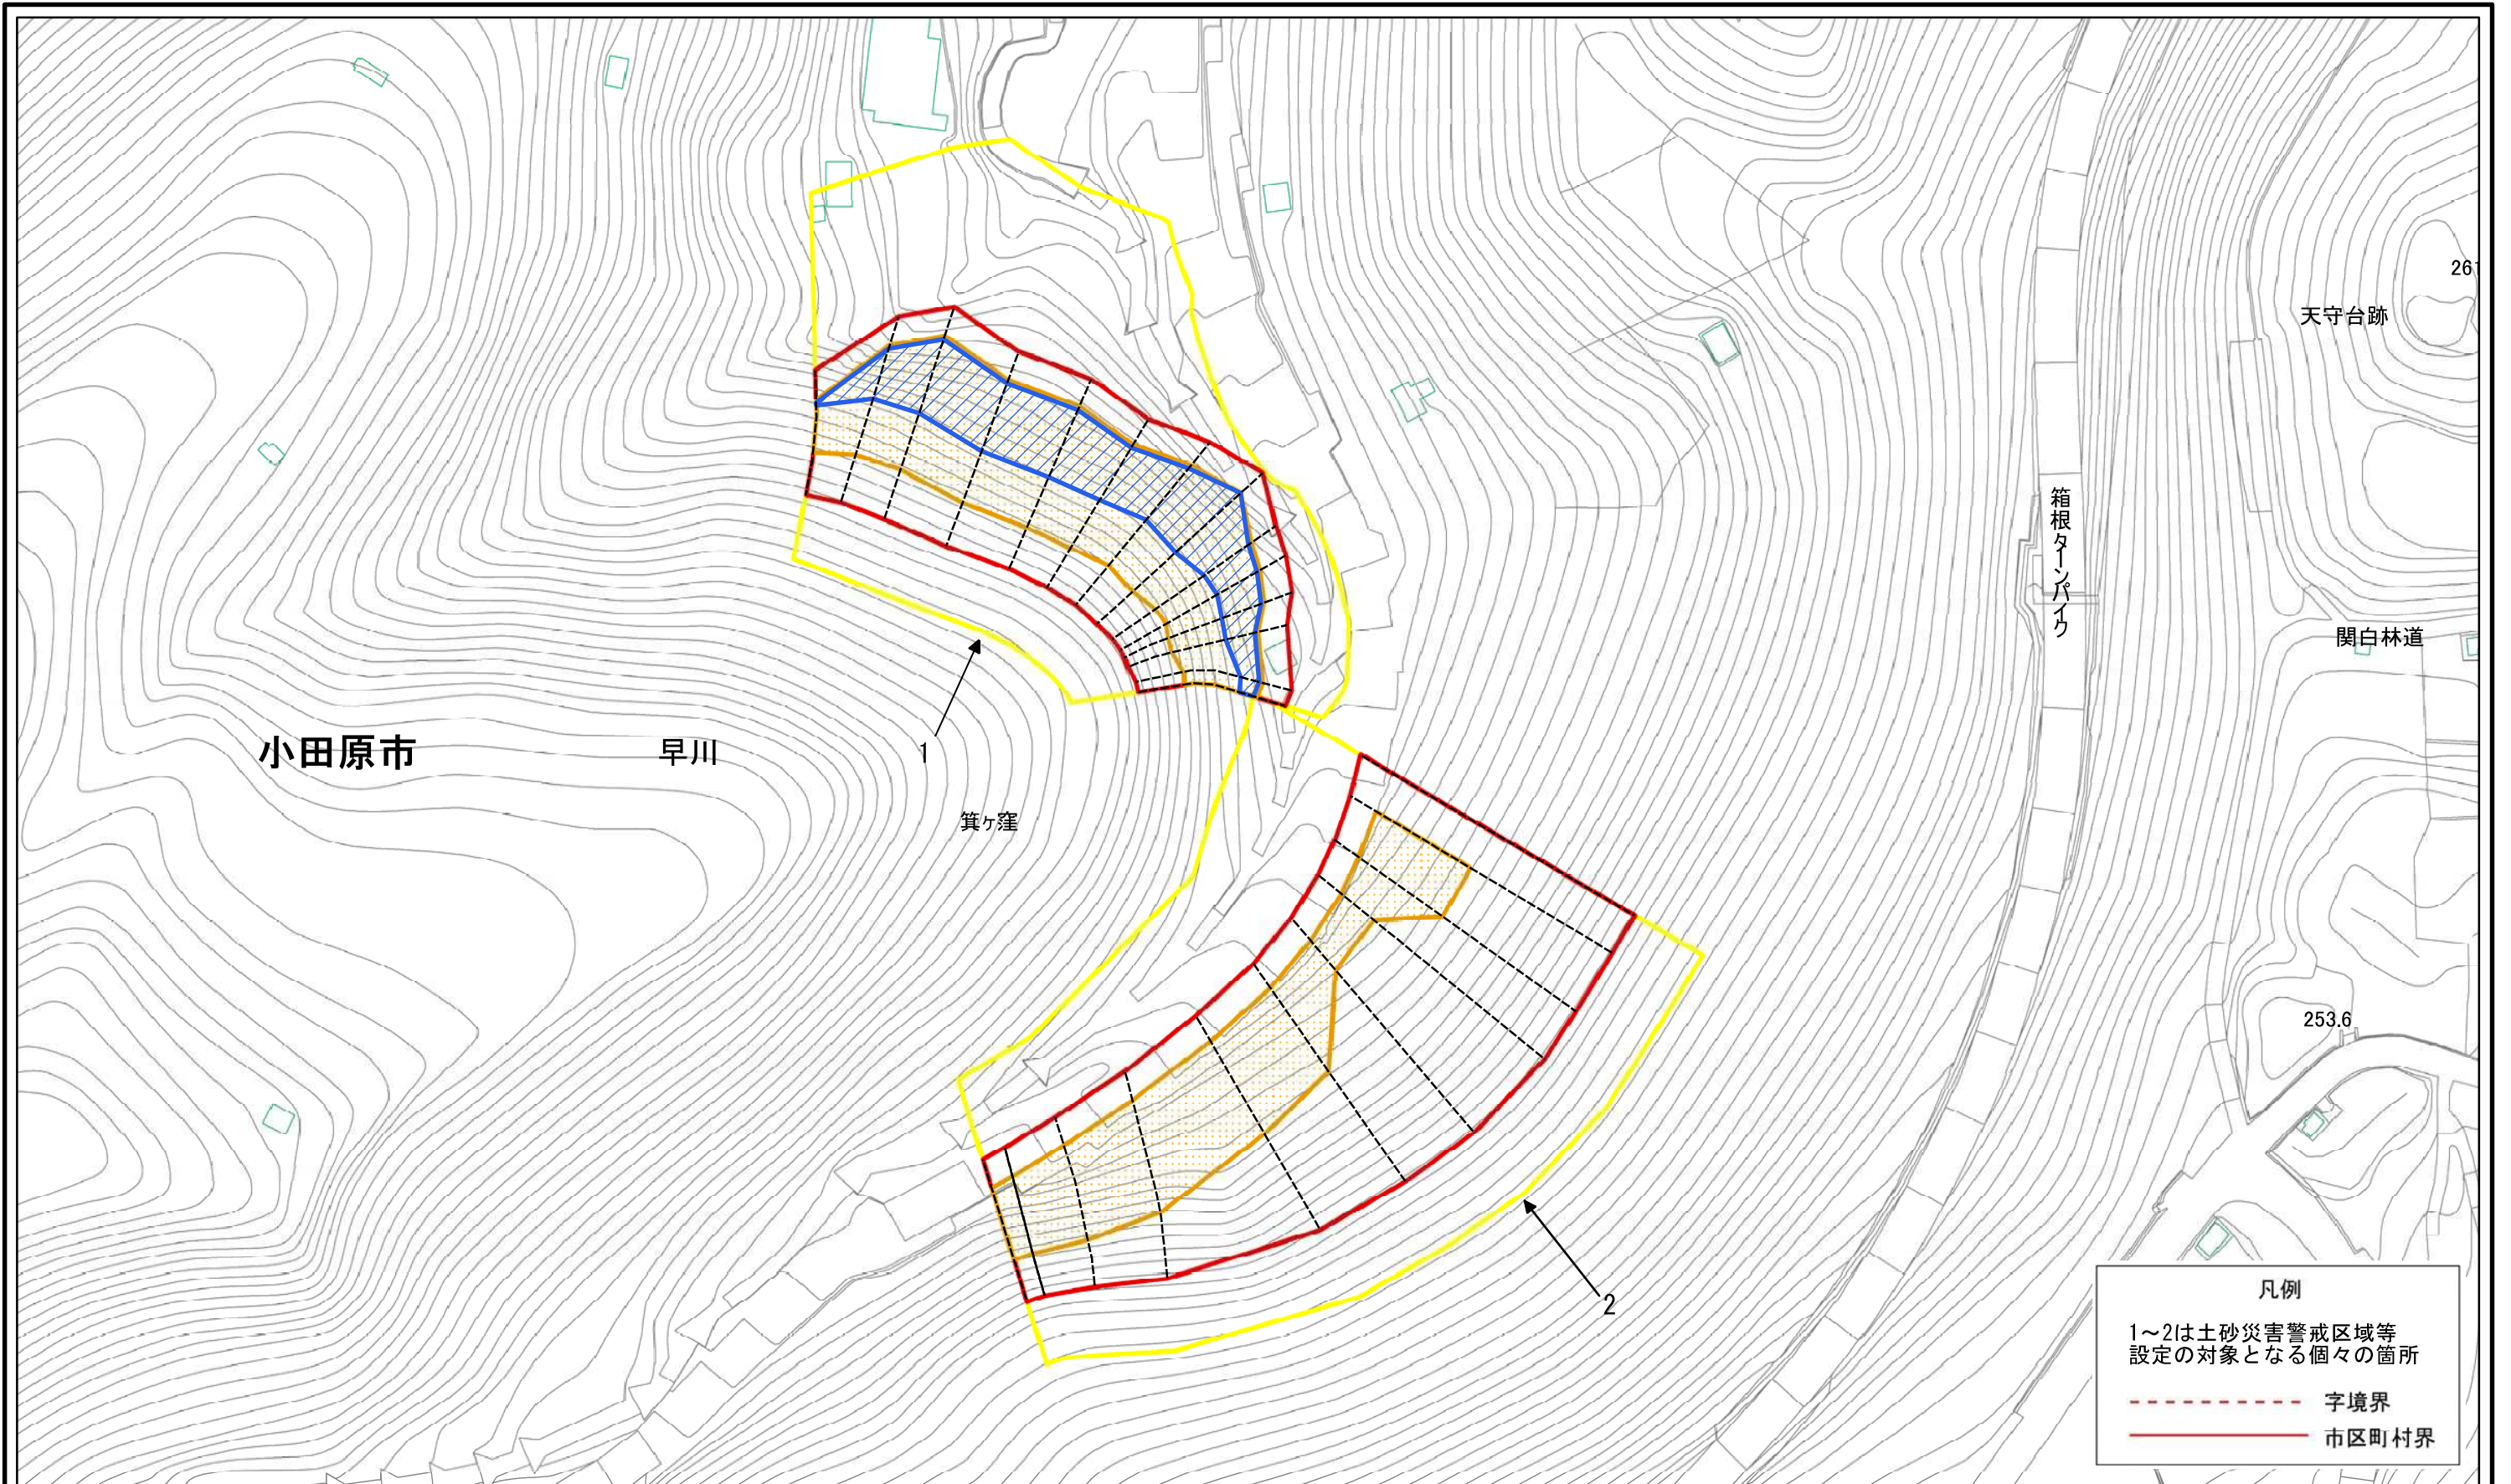 261
天守台跡
箱根ターンパイク
関白林道
小田原市
早川
1
箕ヶ窪
253.6
2
凡例
1～2は土砂災害警戒区域等
設定の対象となる個々の箇所
字境界
市区町村界